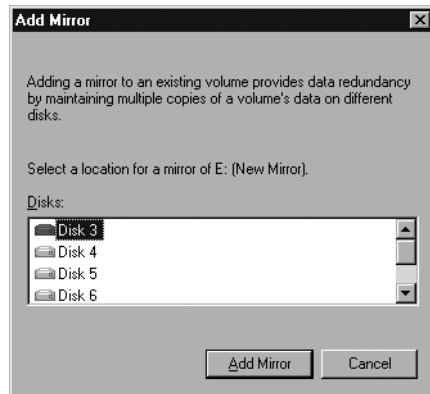 Add Mirror
Adding a mirror to an existing volume provides data redundancy
by maintaining multiple copies of a volume's data on different
disks.
Select a location for a mirror of E: (New Mirror).
Disks:
Disk 3
Disk 4
Disk 5
Disk 6
Add Mirror Cancel